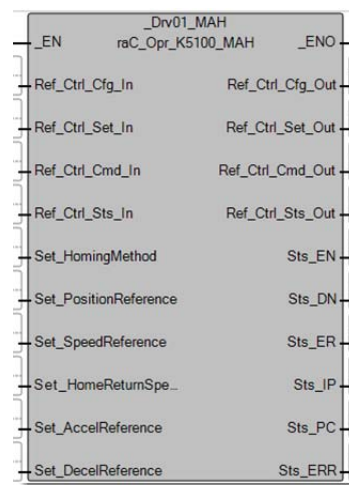 _Drv01_MAH
_EN raC_Opr_K5100_MAH _ENO
Ref_Ctrl_Cfg_In Ref_Ctrl_Cfg_Out
Ref_Ctrl_Set_In Ref_Ctrl_Set_Out
Ref_Ctrl_Cmd_In Ref_Ctrl_Cmd_Out
Ref_Ctrl_Sts_In Ref_Ctrl_Sts_Out
Set_HomingMethod Sts_EN
Set_PositionReference Sts_DN
Set_SpeedReference Sts_ER
Set_HomeReturnSpe... Sts_IP
Set_AccelReference Sts_PC
Set_DecelReference Sts_ERR